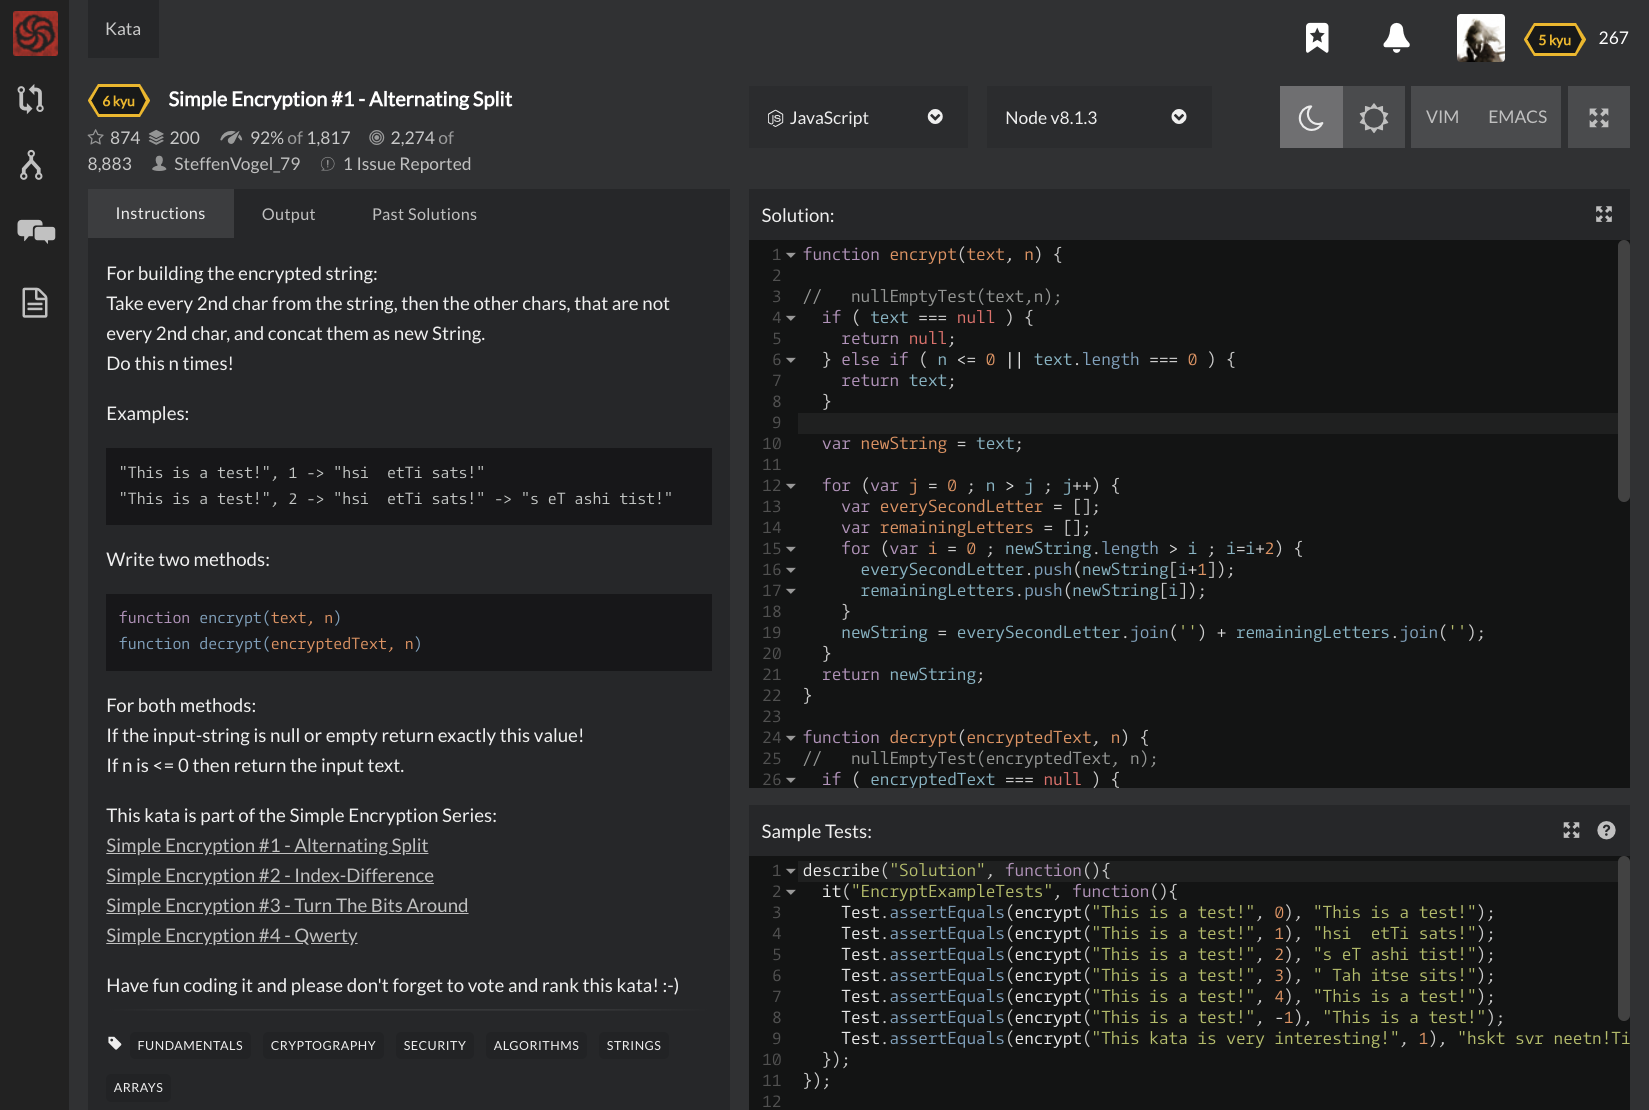 Kata
5 kyu
267
6 kyu
Simple Encryption #1 - Alternating Split
874 200 92% of 1,817 2,274 of
8,883 SteffenVogel_79 1 Issue Reported
JavaScript
Node v8.1.3
VIM EMACS
Instructions Output Past Solutions
For building the encrypted string:
Take every 2nd char from the string, then the other chars, that are not
every 2nd char, and concat them as new String.
Do this n times!
Examples:
"This is a test!", 1 -> "hsi  etTi sats!"
"This is a test!", 2 -> "hsi  etTi sats!" -> "s eT ashi tist!"
Write two methods:
function encrypt(text, n)
function decrypt(encryptedText, n)
For both methods:
If the input-string is null or empty return exactly this value!
If n is <= 0 then return the input text.
This kata is part of the Simple Encryption Series:
Simple Encryption #1 - Alternating Split
Simple Encryption #2 - Index-Difference
Simple Encryption #3 - Turn The Bits Around
Simple Encryption #4 - Qwerty
Have fun coding it and please don't forget to vote and rank this kata! :-)
FUNDAMENTALS CRYPTOGRAPHY SECURITY ALGORITHMS STRINGS
ARRAYS
Solution:
1 function encrypt(text, n) {
2
3 //   nullEmptyTest(text,n);
4   if ( text === null ) {
5     return null;
6   } else if ( n <= 0 || text.length === 0 ) {
7     return text;
8   }
9
10   var newString = text;
11
12   for (var j = 0 ; n > j ; j++) {
13     var everySecondLetter = [];
14     var remainingLetters = [];
15     for (var i = 0 ; newString.length > i ; i=i+2) {
16       everySecondLetter.push(newString[i+1]);
17       remainingLetters.push(newString[i]);
18     }
19     newString = everySecondLetter.join('') + remainingLetters.join('');
20   }
21   return newString;
22 }
23
24 function decrypt(encryptedText, n) {
25 //   nullEmptyTest(encryptedText, n);
26   if ( encryptedText === null ) {
Sample Tests:
1 describe("Solution", function(){
2   it("EncryptExampleTests", function(){
3     Test.assertEquals(encrypt("This is a test!", 0), "This is a test!");
4     Test.assertEquals(encrypt("This is a test!", 1), "hsi  etTi sats!");
5     Test.assertEquals(encrypt("This is a test!", 2), "s eT ashi tist!");
6     Test.assertEquals(encrypt("This is a test!", 3), " Tah itse sits!");
7     Test.assertEquals(encrypt("This is a test!", 4), "This is a test!");
8     Test.assertEquals(encrypt("This is a test!", -1), "This is a test!");
9     Test.assertEquals(encrypt("This kata is very interesting!", 1), "hskt svr neetn!Ti
10   });
11 });
12